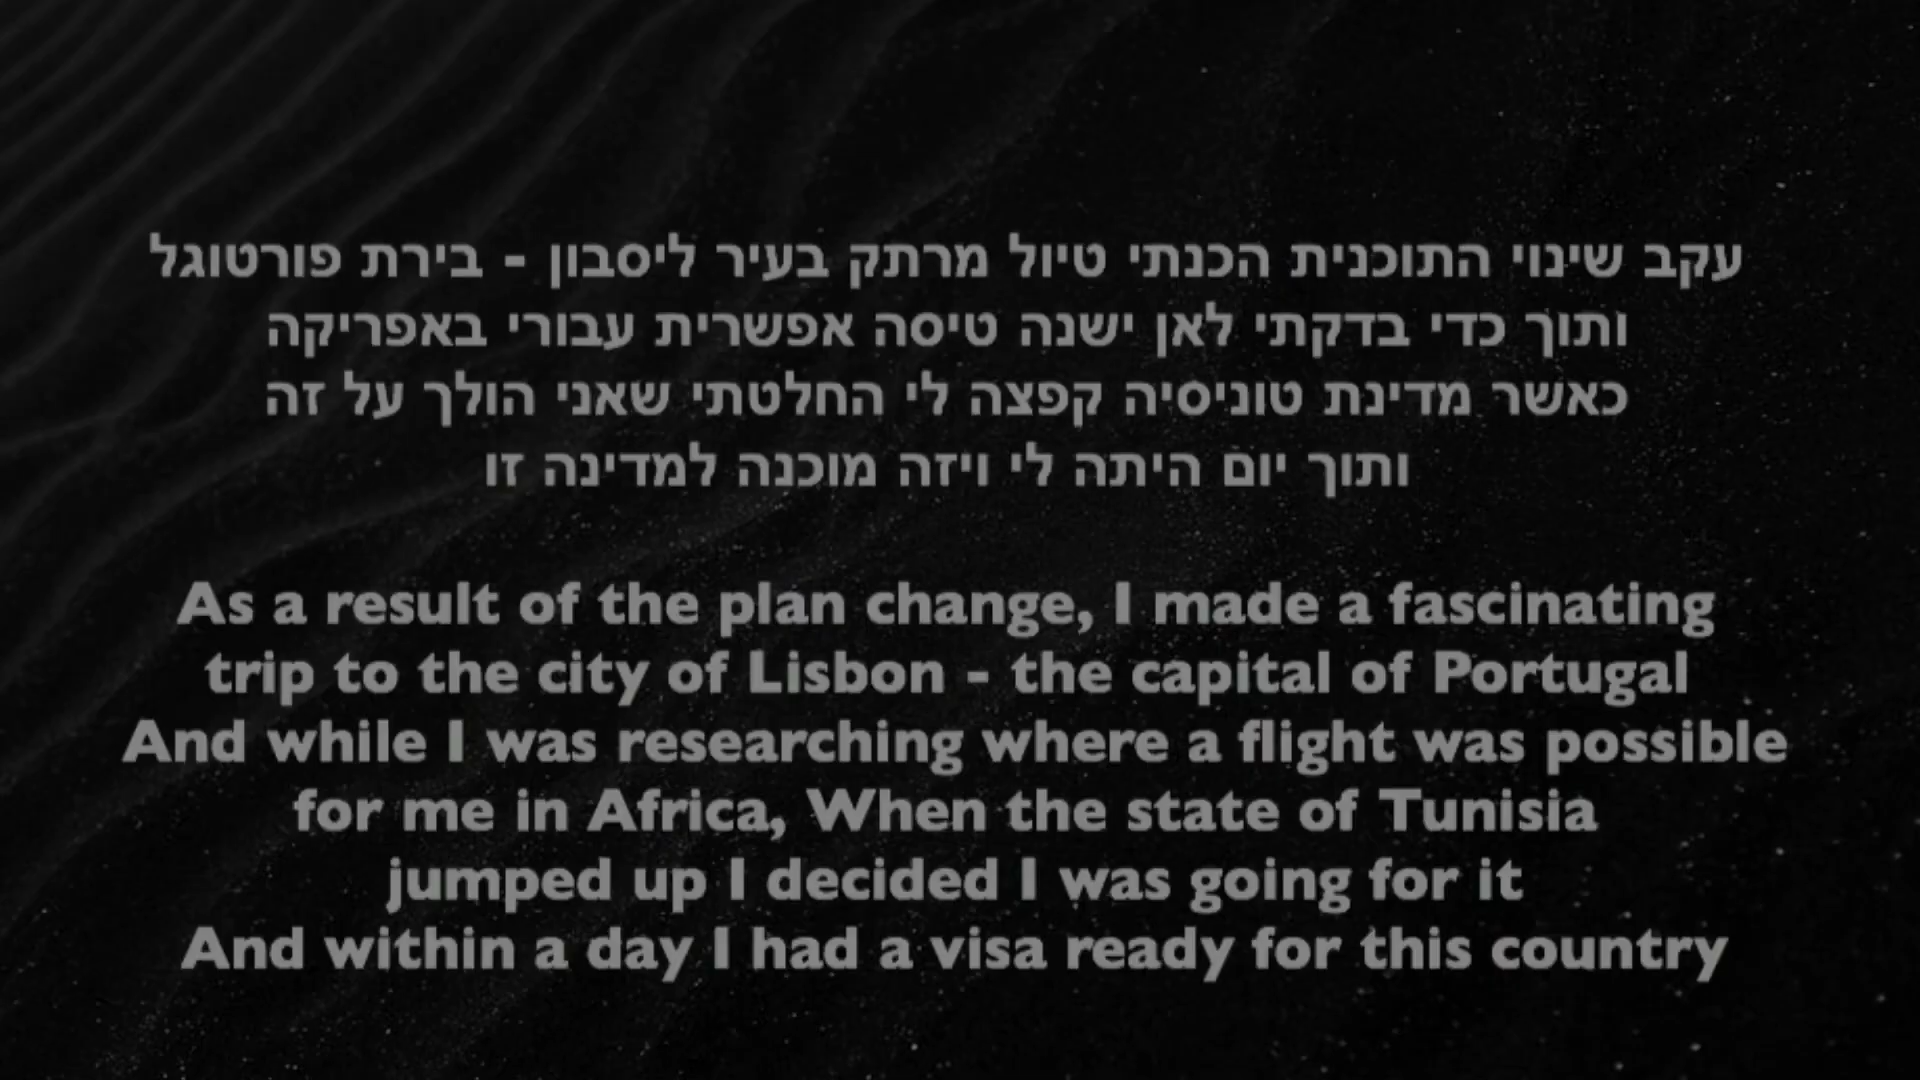 עקב שינוי התוכנית הכנתי טיול מרתק בעיר ליסבון - בירת פורטוגל
ותוך כדי בדקתי לאן ישנה טיסה אפשרית עבורי באפריקה
כאשר מדינת טוניסיה קפצה לי החלטתי שאני הולך על זה
ותוך יום היתה לי ויזה מוכנה למדינה זו
As a result of the plan change, I made a fascinating
trip to the city of Lisbon - the capital of Portugal
And while I was researching where a flight was possible
for me in Africa, When the state of Tunisia
jumped up I decided I was going for it
And within a day I had a visa ready for this country